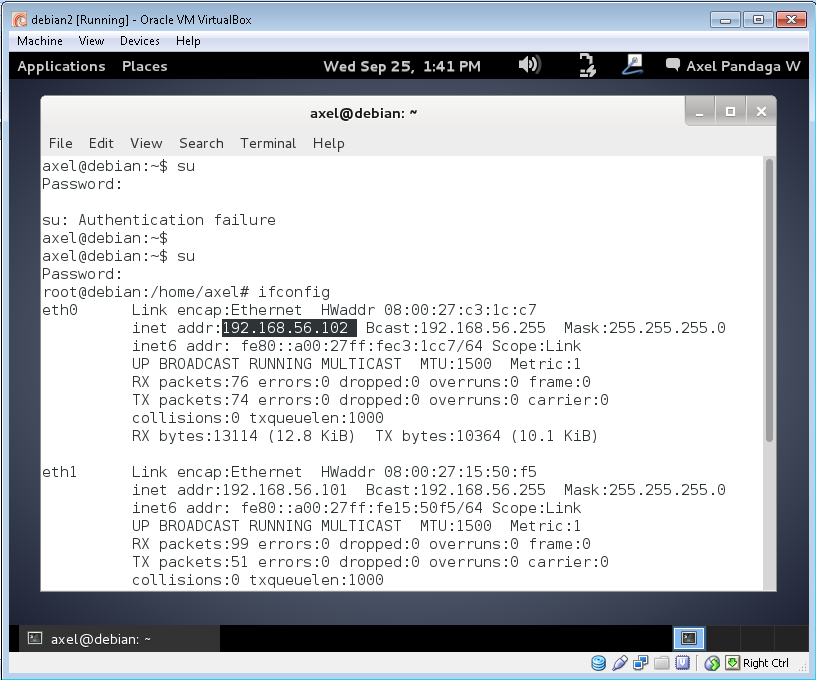 debian2 [Running] - Oracle VM VirtualBox
Machine View Devices Help
Applications Places Wed Sep 25, 1:41 PM Axel Pandaga W
axel@debian: ~
File Edit View Search Terminal Help
axel@debian:~$ su
Password:
su: Authentication failure
axel@debian:~$
axel@debian:~$ su
Password:
root@debian:/home/axel# ifconfig
eth0 Link encap:Ethernet HWaddr 08:00:27:c3:1c:c7
inet addr:192.168.56.102 Bcast:192.168.56.255 Mask:255.255.255.0
inet6 addr: fe80::a00:27ff:fec3:1cc7/64 Scope:Link
UP BROADCAST RUNNING MULTICAST MTU:1500 Metric:1
RX packets:76 errors:0 dropped:0 overruns:0 frame:0
TX packets:74 errors:0 dropped:0 overruns:0 carrier:0
collisions:0 txqueuelen:1000
RX bytes:13114 (12.8 KiB) TX bytes:10364 (10.1 KiB)
eth1 Link encap:Ethernet HWaddr 08:00:27:15:50:f5
inet addr:192.168.56.101 Bcast:192.168.56.255 Mask:255.255.255.0
inet6 addr: fe80::a00:27ff:fe15:50f5/64 Scope:Link
UP BROADCAST RUNNING MULTICAST MTU:1500 Metric:1
RX packets:99 errors:0 dropped:0 overruns:0 frame:0
TX packets:51 errors:0 dropped:0 overruns:0 carrier:0
collisions:0 txqueuelen:1000
axel@debian: ~
Right Ctrl